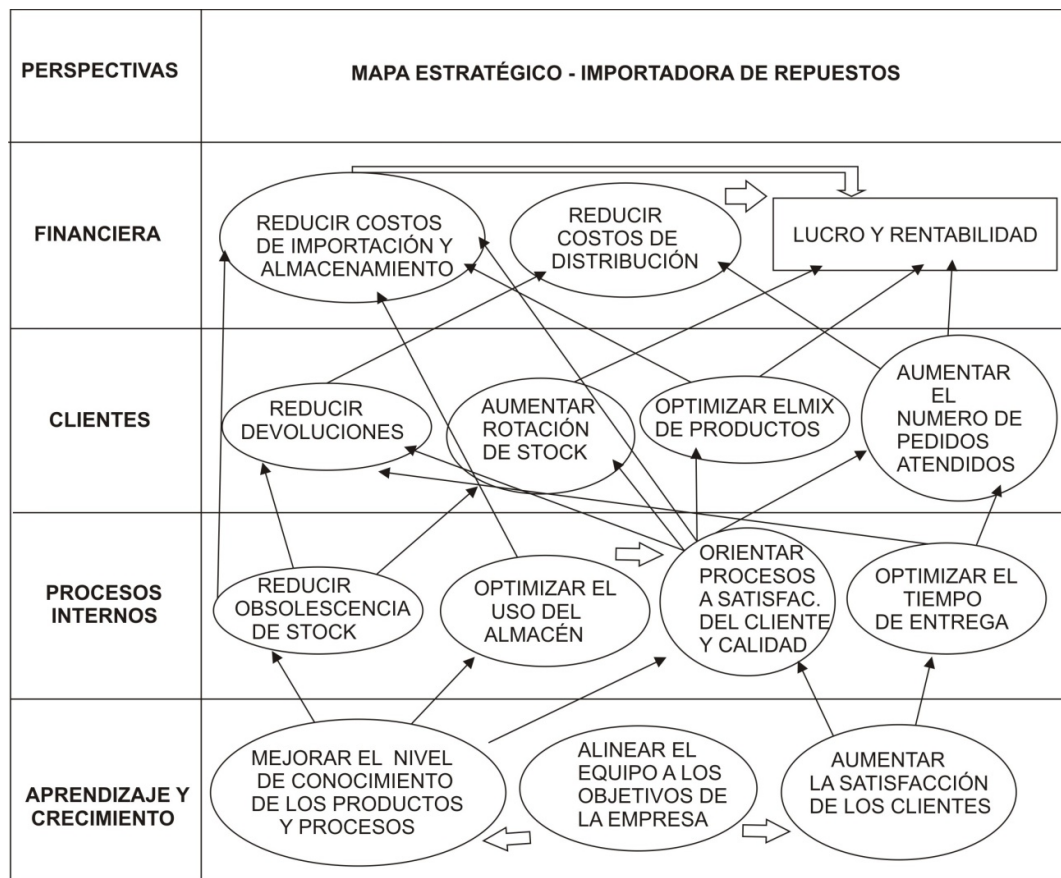 PERSPECTIVAS
MAPA ESTRATÉGICO - IMPORTADORA DE REPUESTOS
FINANCIERA
REDUCIR COSTOS
DE IMPORTACIÓN Y
ALMACENAMIENTO
REDUCIR
COSTOS DE
DISTRIBUCIÓN
LUCRO Y RENTABILIDAD
CLIENTES
REDUCIR
DEVOLUCIONES
AUMENTAR
ROTACIÓN
DE STOCK
OPTIMIZAR ELMIX
DE PRODUCTOS
AUMENTAR
EL
NUMERO DE
PEDIDOS
ATENDIDOS
PROCESOS
INTERNOS
REDUCIR
OBSOLESCENCIA
DE STOCK
OPTIMIZAR EL
USO DEL
ALMACÉN
ORIENTAR
PROCESOS
A SATISFAC.
DEL CLIENTE
Y CALIDAD
OPTIMIZAR EL
TIEMPO
DE ENTREGA
APRENDIZAJE Y
CRECIMIENTO
MEJORAR EL NIVEL
DE CONOCIMIENTO
DE LOS PRODUCTOS
Y PROCESOS
ALINEAR EL
EQUIPO A LOS
OBJETIVOS DE
LA EMPRESA
AUMENTAR
LA SATISFACCIÓN
DE LOS CLIENTES